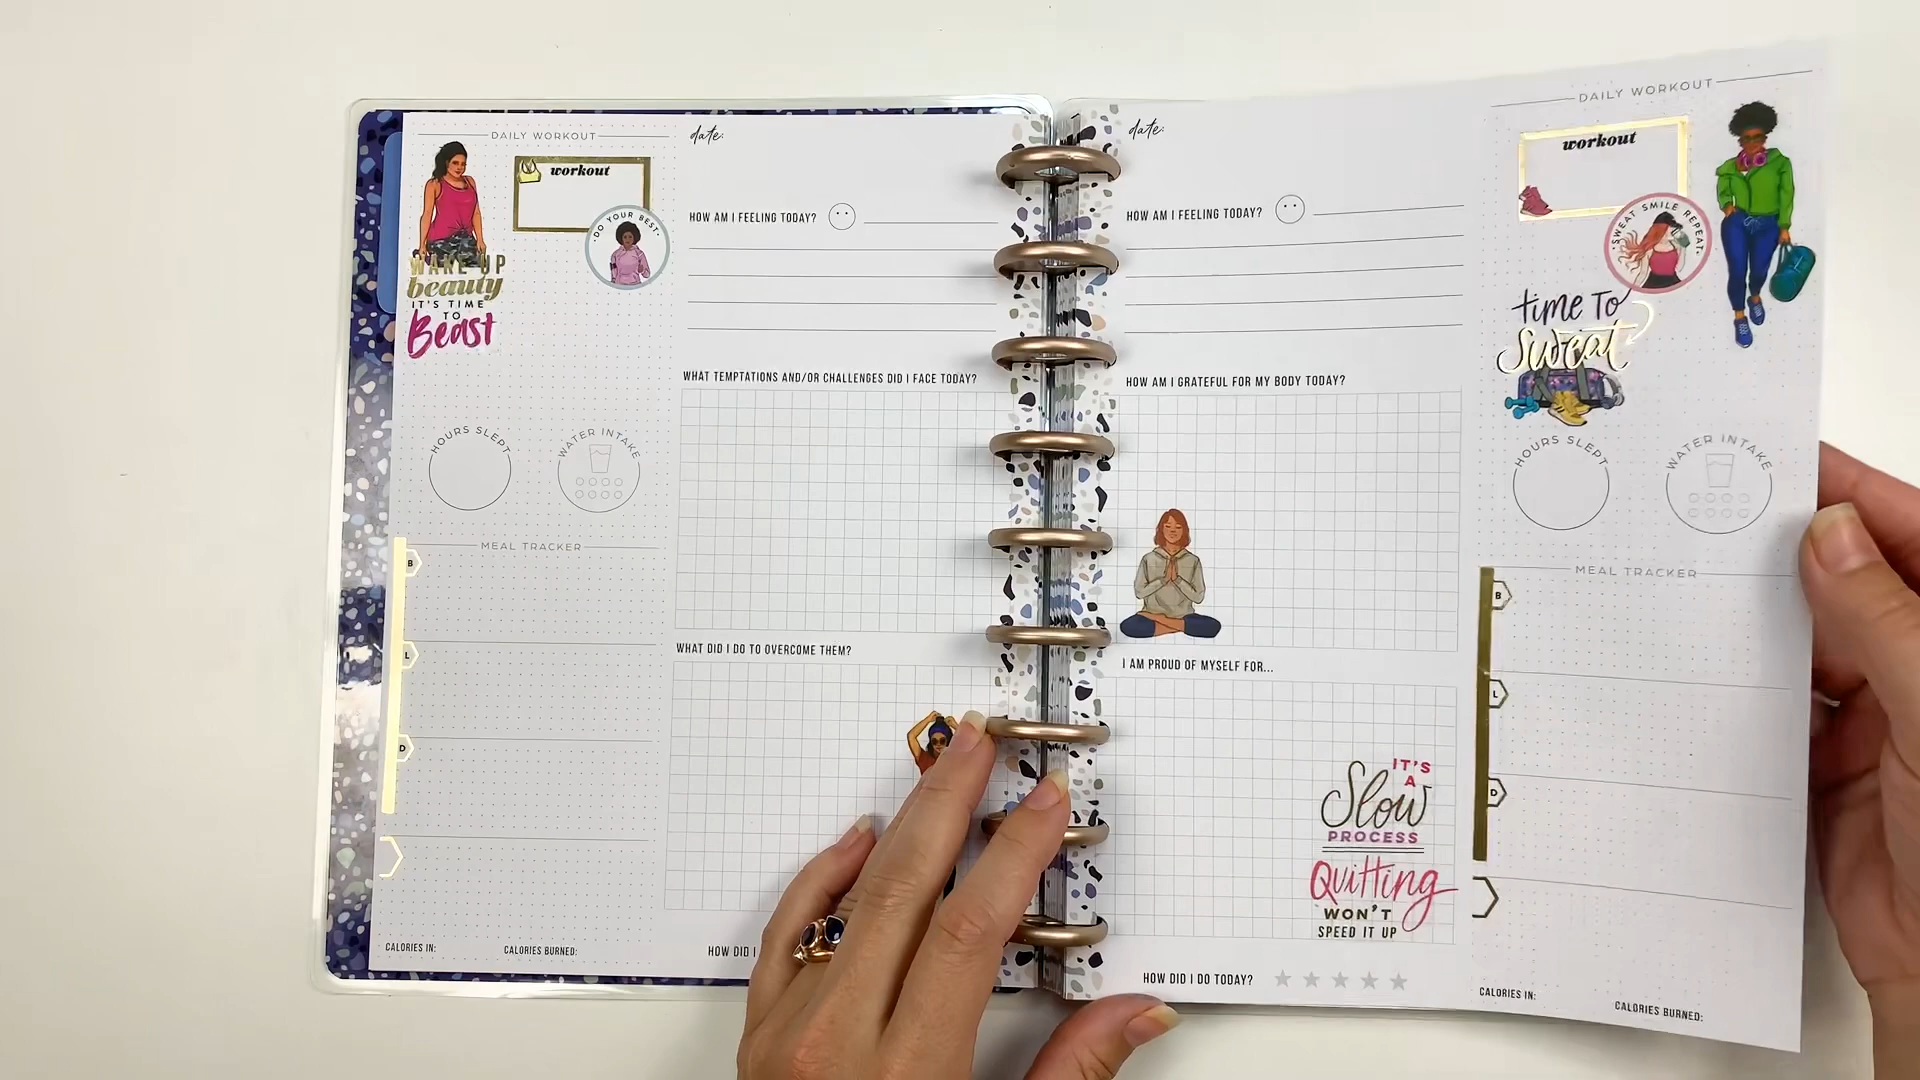 DAILY WORKOUT
workout
DO YOUR BEST
WAKE UP
beauty
IT'S TIME
TO
Beast
HOURS SLEPT
WATER INTAKE
MEAL TRACKER
B
L
D
CALORIES IN:
CALORIES BURNED:
date:
HOW AM I FEELING TODAY?
WHAT TEMPTATIONS AND/OR CHALLENGES DID I FACE TODAY?
WHAT DID I DO TO OVERCOME THEM?
HOW DID I
date:
HOW AM I FEELING TODAY?
HOW AM I GRATEFUL FOR MY BODY TODAY?
I AM PROUD OF MYSELF FOR...
IT'S
A
Slow
PROCESS
Quitting
WON'T
SPEED IT UP
HOW DID I DO TODAY?
DAILY WORKOUT
workout
SWEAT SMILE REPEAT
TIME TO
Sweat
HOURS SLEPT
WATER INTAKE
MEAL TRACKER
B
L
D
CALORIES IN:
CALORIES BURNED: